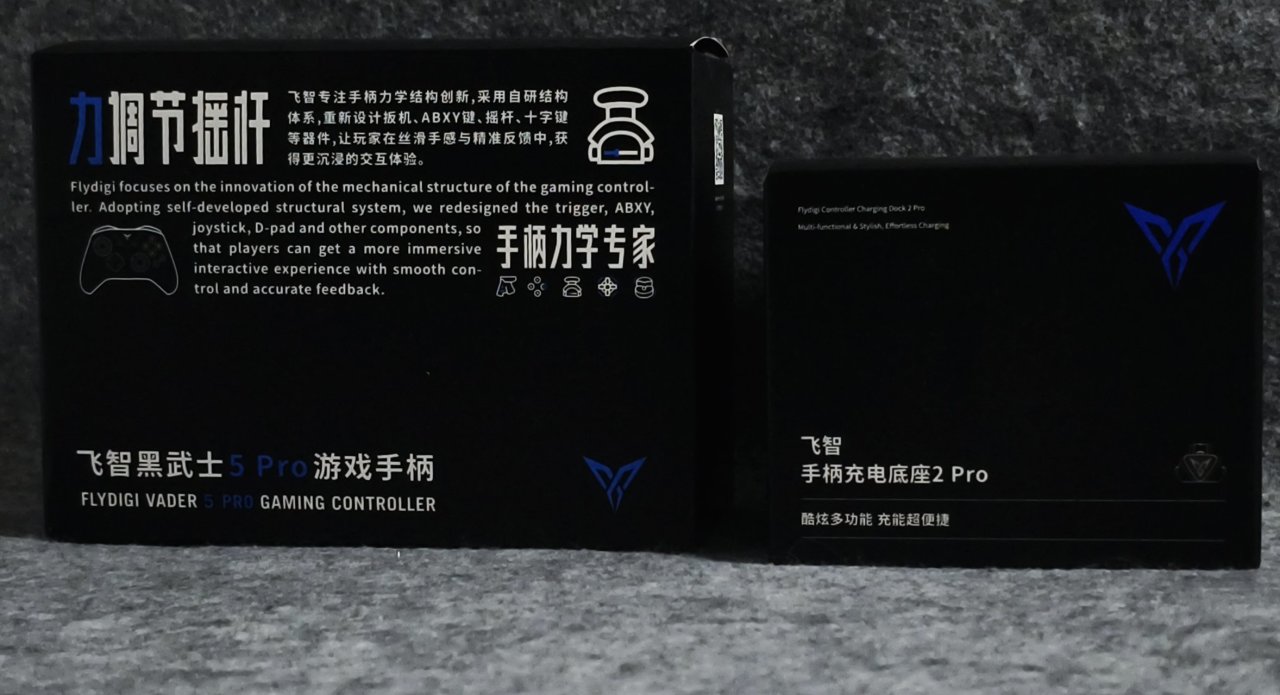 力调节摇杆
飞智专注手柄力学结构创新,采用自研结构
体系,重新设计扳机、ABXY键、摇杆、十字键
等器件,让玩家在丝滑手感与精准反馈中,获
得更沉浸的交互体验。
Flydigi focuses on the innovation of the mechanical structure of the gaming control-
ler. Adopting self-developed structural system, we redesigned the trigger, ABXY,
joystick, D-pad and other components, so
that players can get a more immersive
interactive experience with smooth con-
trol and accurate feedback.
手柄力学专家
飞智黑武士5 Pro游戏手柄
FLYDIGI VADER 5 PRO GAMING CONTROLLER
Flydigi Controller Charging Dock 2 Pro
Multi-functional & Stylish, Effortless Charging
飞智
手柄充电底座2 Pro
酷炫多功能 充能超便捷